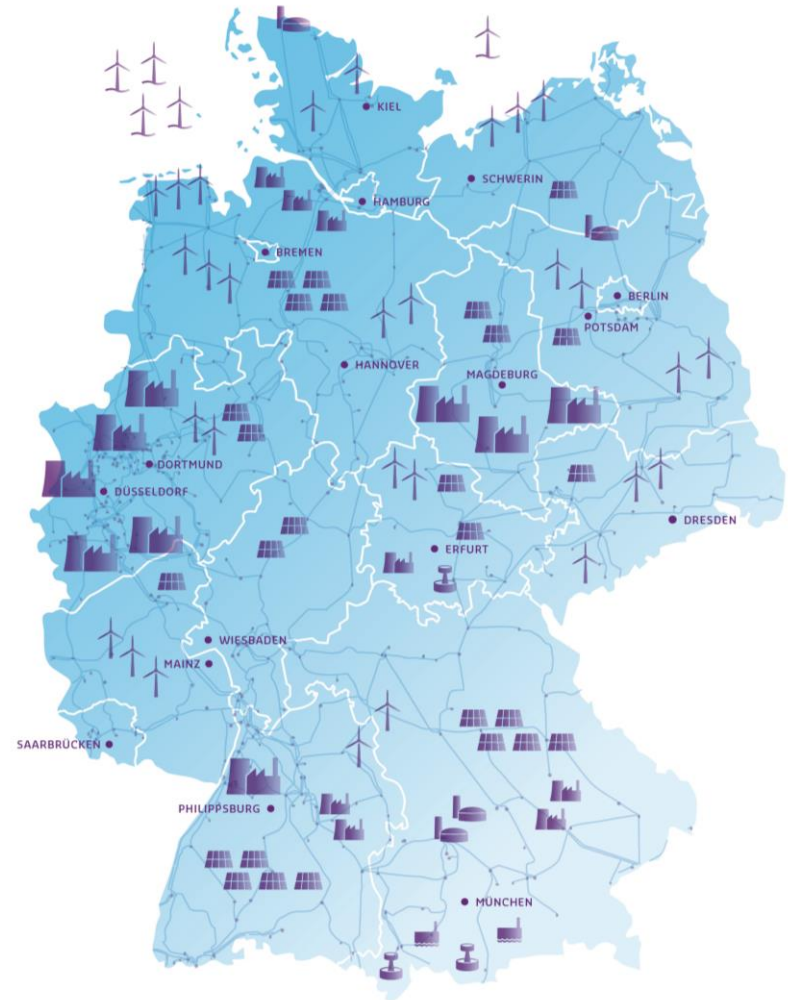 KIEL
SCHWERIN
HAMBURG
BREMEN
BERLIN
POTSDAM
HANNOVER
MAGDEBURG
DORTMUND
DÜSSELDORF
DRESDEN
ERFURT
WIESBADEN
MAINZ
SAARBRÜCKEN
PHILIPPSBURG
MÜNCHEN